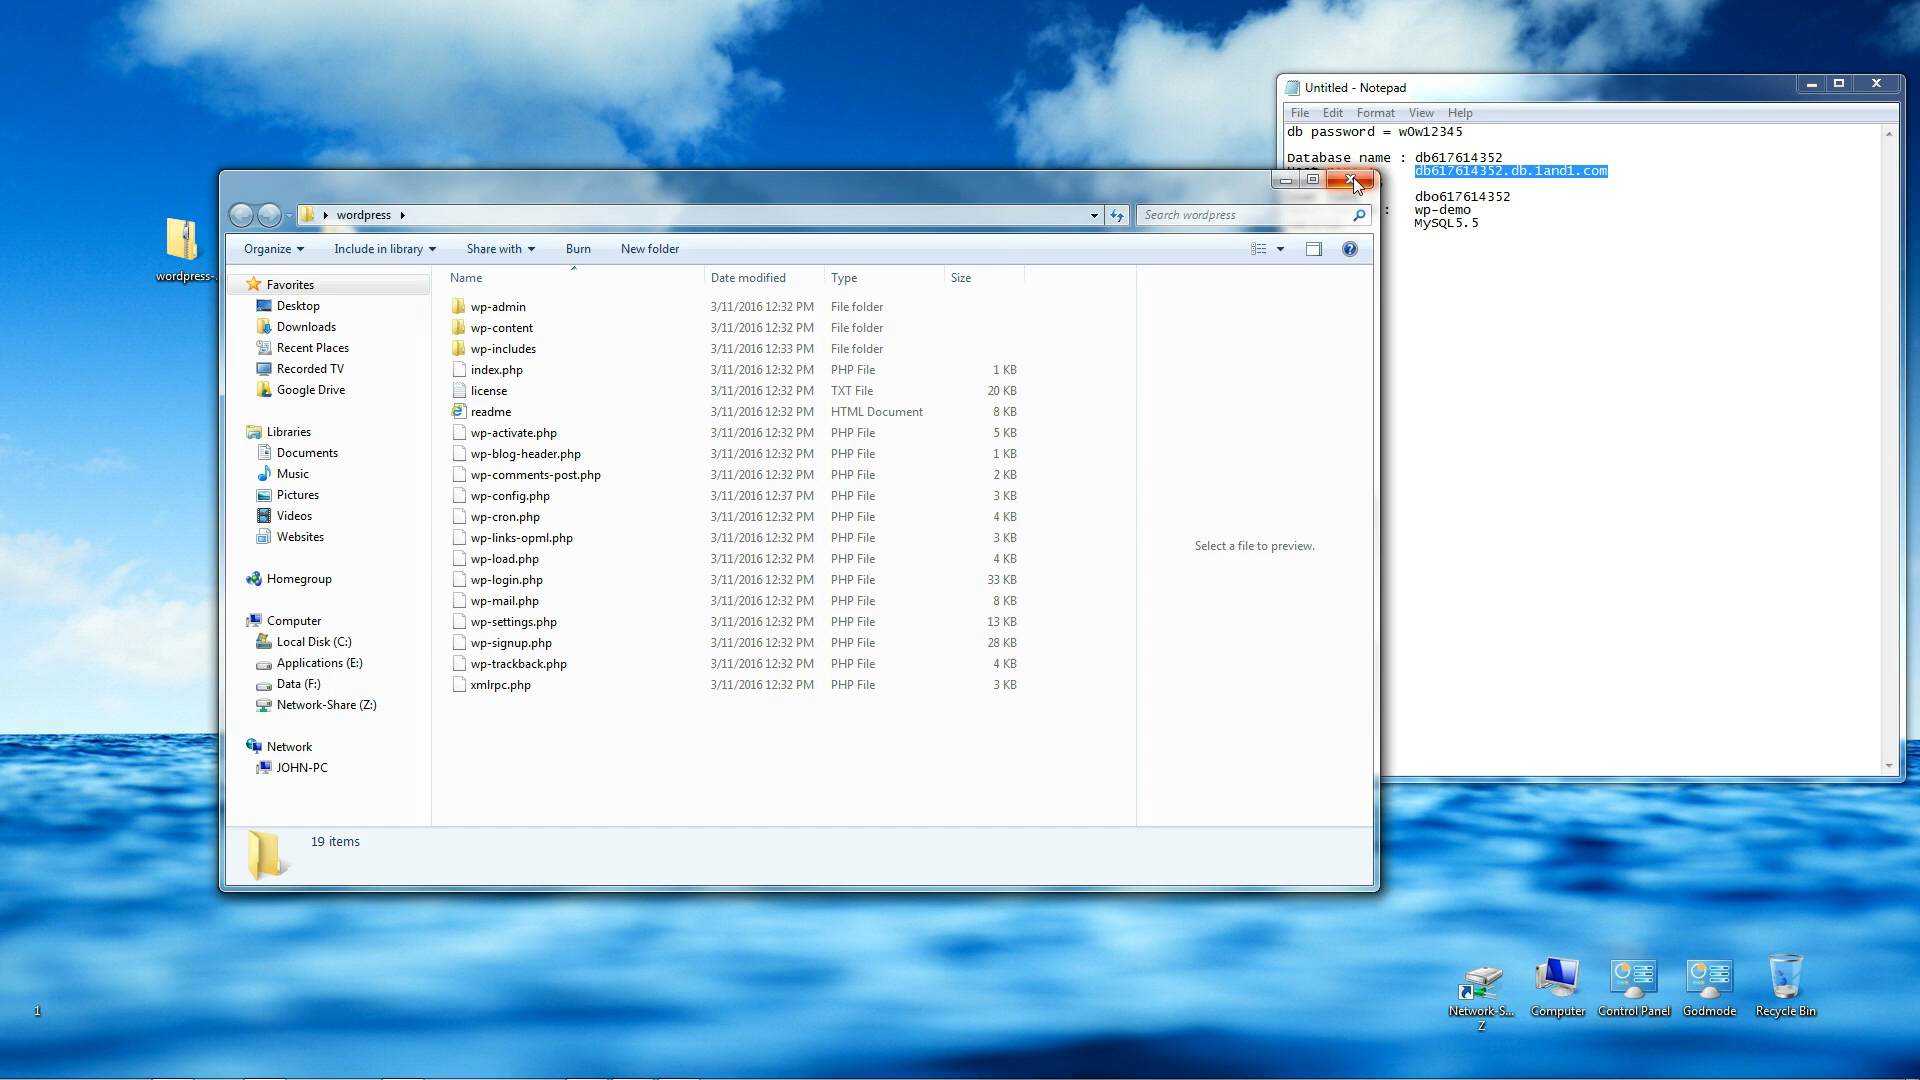 Untitled - Notepad
File Edit Format View Help
db password = w0w12345
Database name : db617614352
db617614352.db.1and1.com
dbo617614352
: wp-demo
MySQL5.5
wordpress-.
wordpress
Search wordpress
Organize Include in library Share with Burn New folder
Name Date modified Type Size
Favorites
Desktop
Downloads
Recent Places
Recorded TV
Google Drive
Libraries
Documents
Music
Pictures
Videos
Websites
Homegroup
Computer
Local Disk (C:)
Applications (E:)
Data (F:)
Network-Share (Z:)
Network
JOHN-PC
wp-admin 3/11/2016 12:32 PM File folder
wp-content 3/11/2016 12:32 PM File folder
wp-includes 3/11/2016 12:33 PM File folder
index.php 3/11/2016 12:32 PM PHP File 1 KB
license 3/11/2016 12:32 PM TXT File 20 KB
readme 3/11/2016 12:32 PM HTML Document 8 KB
wp-activate.php 3/11/2016 12:32 PM PHP File 5 KB
wp-blog-header.php 3/11/2016 12:32 PM PHP File 1 KB
wp-comments-post.php 3/11/2016 12:32 PM PHP File 2 KB
wp-config.php 3/11/2016 12:37 PM PHP File 3 KB
wp-cron.php 3/11/2016 12:32 PM PHP File 4 KB
wp-links-opml.php 3/11/2016 12:32 PM PHP File 3 KB
wp-load.php 3/11/2016 12:32 PM PHP File 4 KB
wp-login.php 3/11/2016 12:32 PM PHP File 33 KB
wp-mail.php 3/11/2016 12:32 PM PHP File 8 KB
wp-settings.php 3/11/2016 12:32 PM PHP File 13 KB
wp-signup.php 3/11/2016 12:32 PM PHP File 28 KB
wp-trackback.php 3/11/2016 12:32 PM PHP File 4 KB
xmlrpc.php 3/11/2016 12:32 PM PHP File 3 KB
Select a file to preview.
19 items
1
Network-S... Computer Control Panel Godmode Recycle Bin
Z